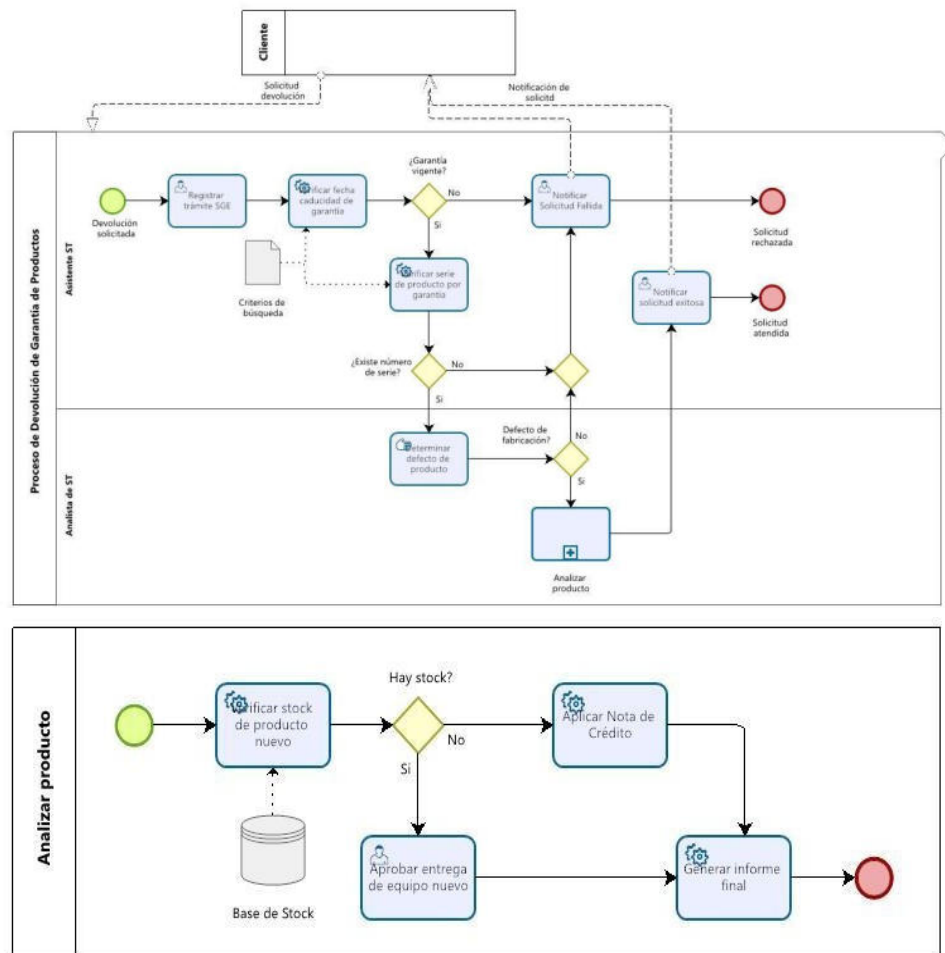 Cliente
Solicitud
devolución
Notificación de
solicitd
Proceso de Devolución de Garantía de Productos
Asistente ST
¿Garantía
vigente?
Devolución
solicitada
Registrar
trámite SGE
fecha
caducidad de
garantía
No
Si
Notificar
Solicitud Fallida
Solicitud
rechazada
Criterios de
búsqueda
serie
de producto por
garantía
Notificar
solicitud exitosa
Solicitud
atendida
¿Existe número
de serie?
No
Si
Analista de ST
Determinar
defecto de
producto
Defecto de
fabricación?
No
Si
Analizar
producto
Analizar producto
Hay stock?
stock
de producto
nuevo
No
Si
Aplicar Nota de
Crédito
Base de Stock
Aprobar entrega
de equipo nuevo
Generar informe
final